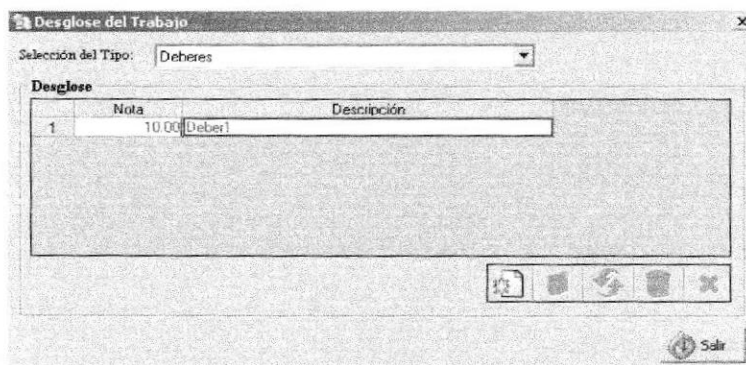 Desglose del Trabajo
Selección del Tipo: Deberes
Desglose
Nota Descripción
1 10.00 Deber1
Salir